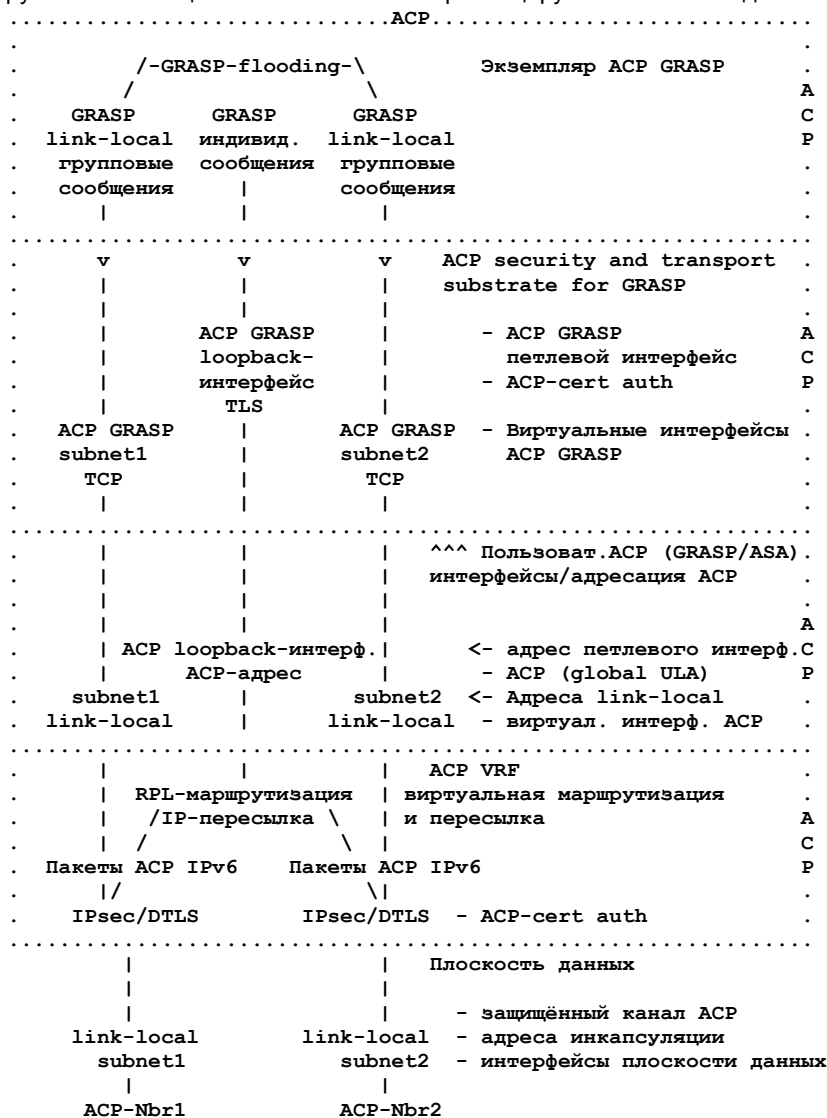 ..............................ACP..............................
.                                                             .
.         /-GRASP-flooding-\         Экземпляр ACP GRASP      .
.        /                  \                                 A
.    GRASP      GRASP      GRASP                              C
.  link-local индивид.  link-local                            P
.   групповые  сообщения  групповые                           .
.   сообщения     |       сообщения                           .
.      |          |          |                                .
...............................................................
.      v          v          v    ACP security and transport  .
.      |          |          |    substrate for GRASP         .
.      |          |          |                                .
.      |       ACP GRASP     |       - ACP GRASP              A
.      |       loopback-     |         петлевой интерфейс     C
.      |       интерфейс     |       - ACP-cert auth          P
.      |         TLS         |                                .
.   ACP GRASP     |       ACP GRASP  - Виртуальные интерфейсы .
.   subnet1       |       subnet2      ACP GRASP              .
.     TCP         |         TCP                               .
.      |          |          |                                .
...............................................................
.      |          |          |   ^^^ Пользоват.ACP (GRASP/ASA).
.      |          |          |   интерфейсы/адресация ACP     .
.      |          |          |                                .
.      |          |          |                                A
.      | ACP loopback-интерф.|      <- адрес петлевого интерф.C
.      |      ACP-адрес      |       - ACP (global ULA)       P
.    subnet1      |        subnet2  <- Адреса link-local      .
.  link-local     |      link-local  - виртуал. интерф. ACP   .
...............................................................
.      |          |          |   ACP VRF                      .
.      |  RPL-маршрутизация  | виртуальная маршрутизация      .
.      |   /IP-пересылка \   | и пересылка                    A
.      |  /               \  |                                C
.  Пакеты ACP IPv6    Пакеты ACP IPv6                         P
.      |/                   \|                                .
.    IPsec/DTLS        IPsec/DTLS  - ACP-cert auth            .
...............................................................
         |                   |   Плоскость данных
         |                   |
         |                   |     - защищённый канал ACP
     link-local        link-local  - адреса инкапсуляции
       subnet1            subnet2  - интерфейсы плоскости данных
         |                   |
      ACP-Nbr1            ACP-Nbr2